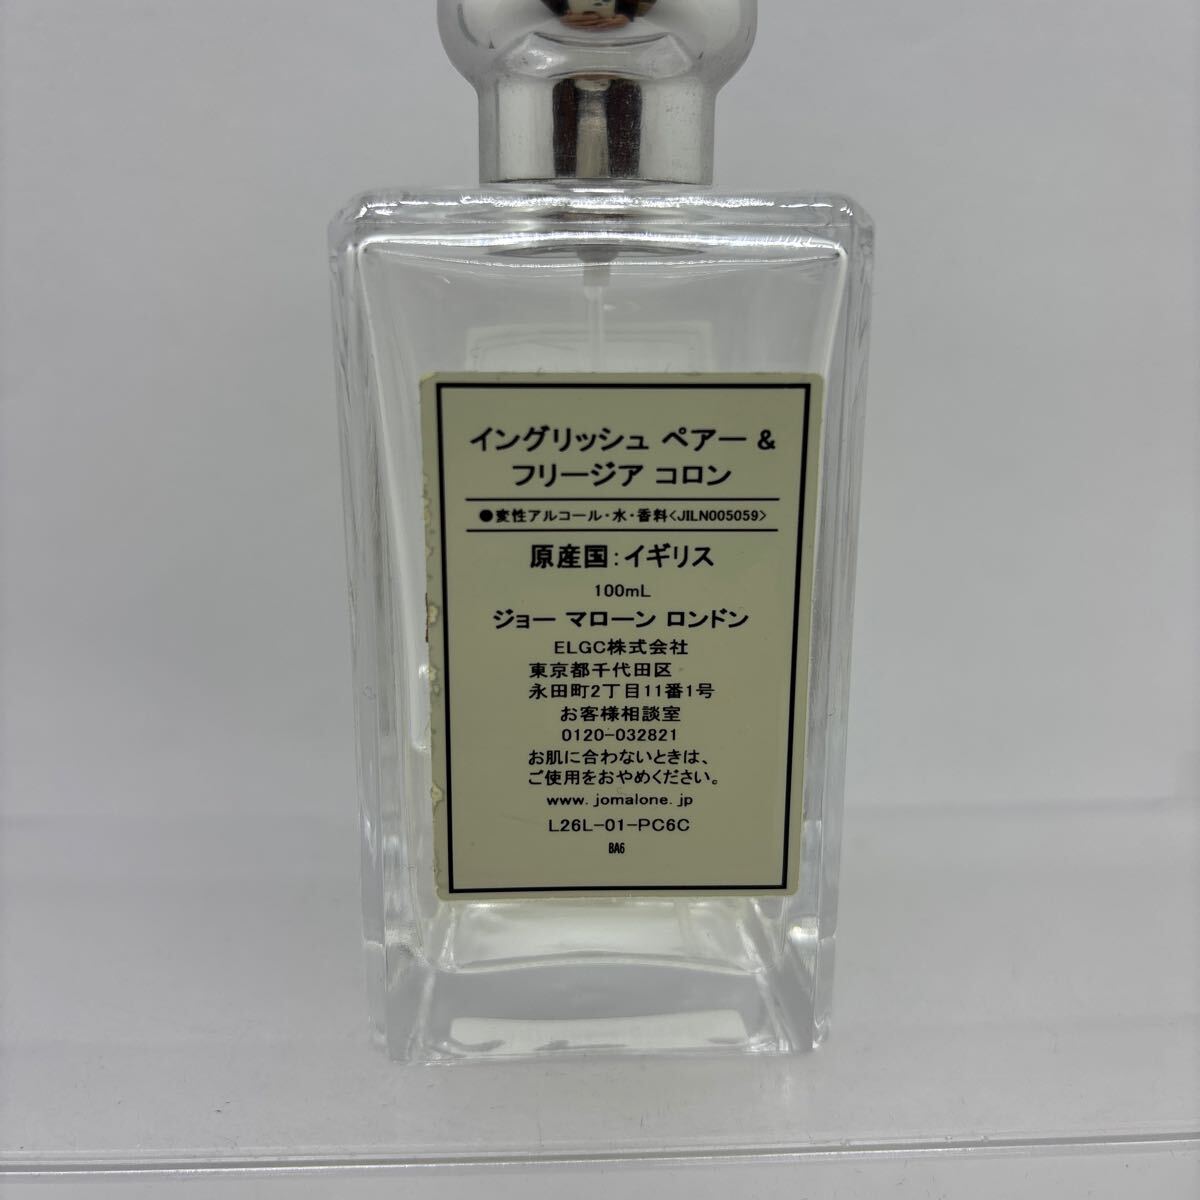 イングリッシュ ペアー &
フリージア コロン
●変性アルコール・水・香料<JILN005059>
原産国:イギリス
100mL
ジョー マローン ロンドン
ELGC株式会社
東京都千代田区
永田町2丁目11番1号
お客様相談室
0120-032821
お肌に合わないときは、
ご使用をおやめください。
www.jomalone.jp
L26L-01-PC6C
BA6